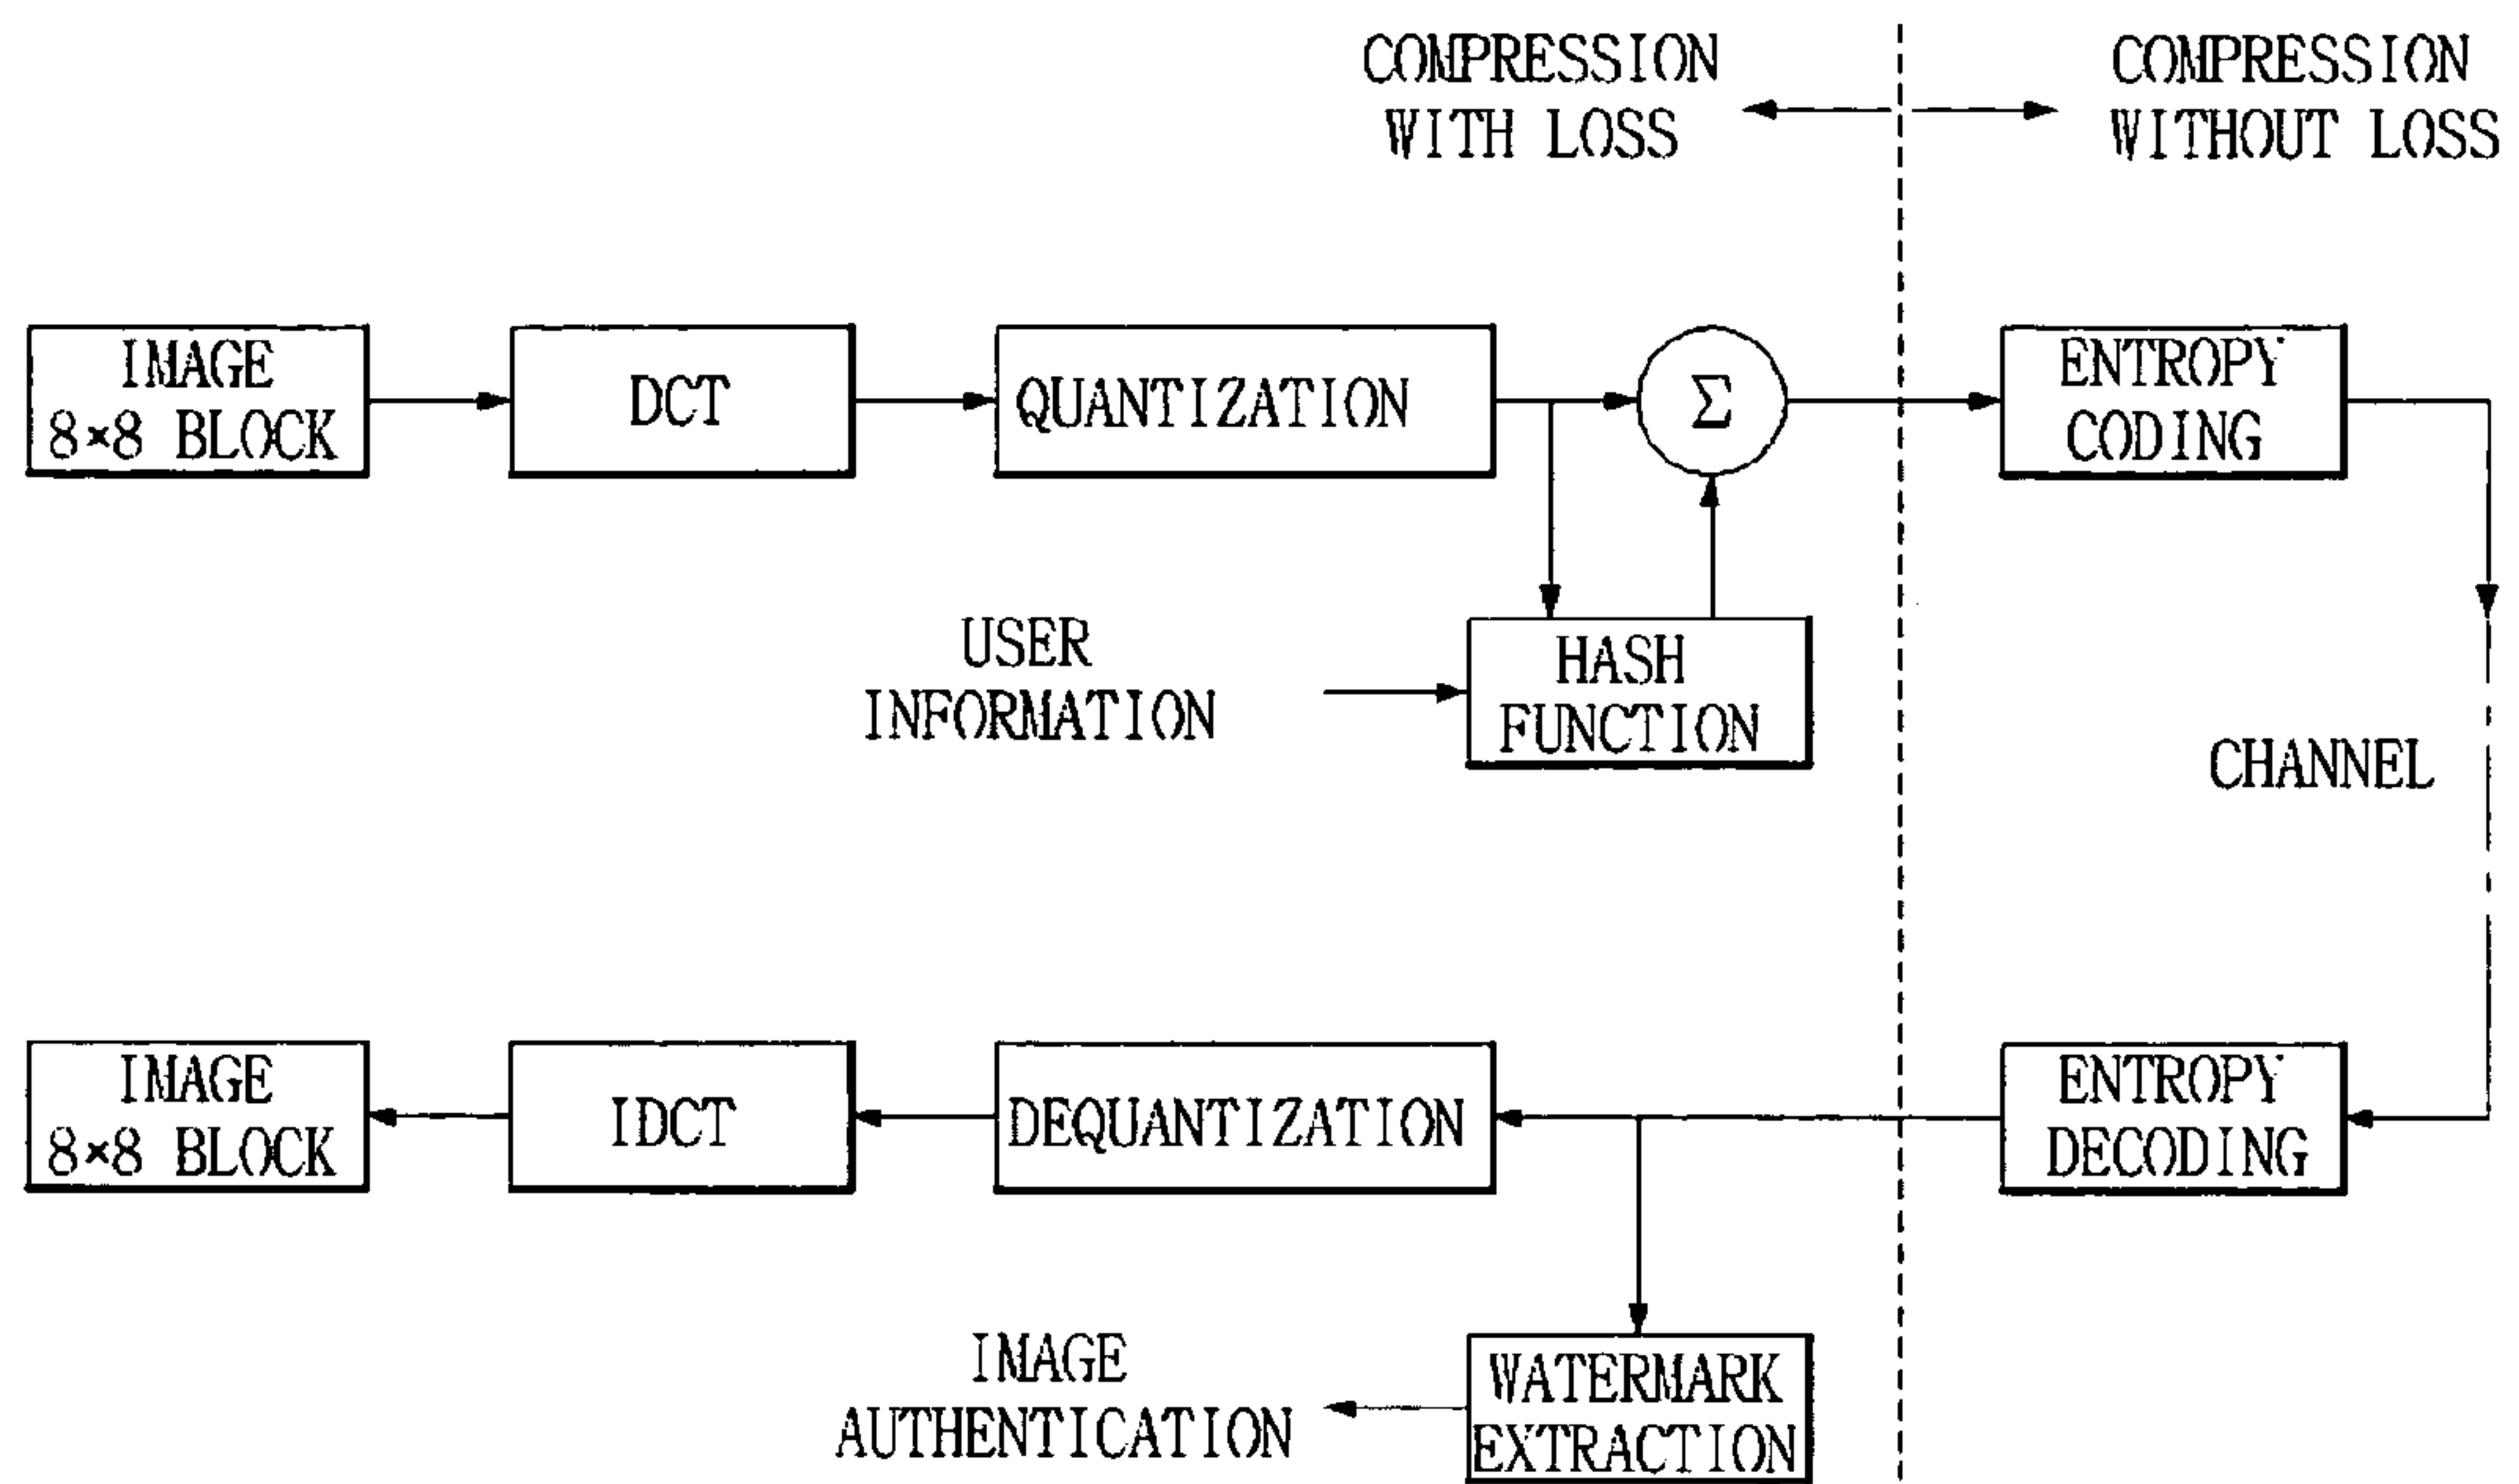 COMPRESSION
WITH LOSS
COMPRESSION
WITHOUT LOSS
IMAGE
8×8 BLOCK
DCT
QUANTIZATION
Σ
ENTROPY
CODING
USER
INFORMATION
HASH
FUNCTION
CHANNEL
IMAGE
8×8 BLOCK
IDCT
DEQUANTIZATION
ENTROPY
DECODING
IMAGE
AUTHENTICATION
WATERMARK
EXTRACTION